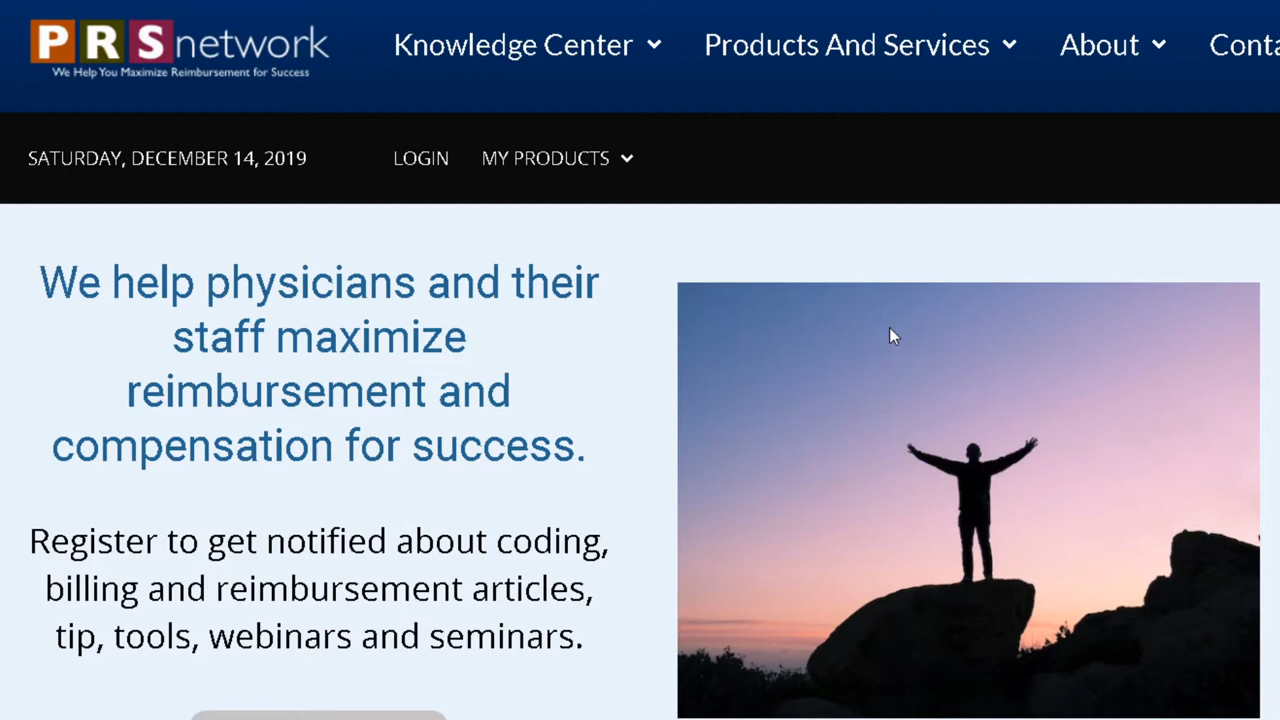 PRSnetwork
We Help You Maximize Reimbursement for Success
Knowledge Center
Products And Services
About
Conta
SATURDAY, DECEMBER 14, 2019
LOGIN
MY PRODUCTS
We help physicians and their
staff maximize
reimbursement and
compensation for success.
Register to get notified about coding,
billing and reimbursement articles,
tip, tools, webinars and seminars.